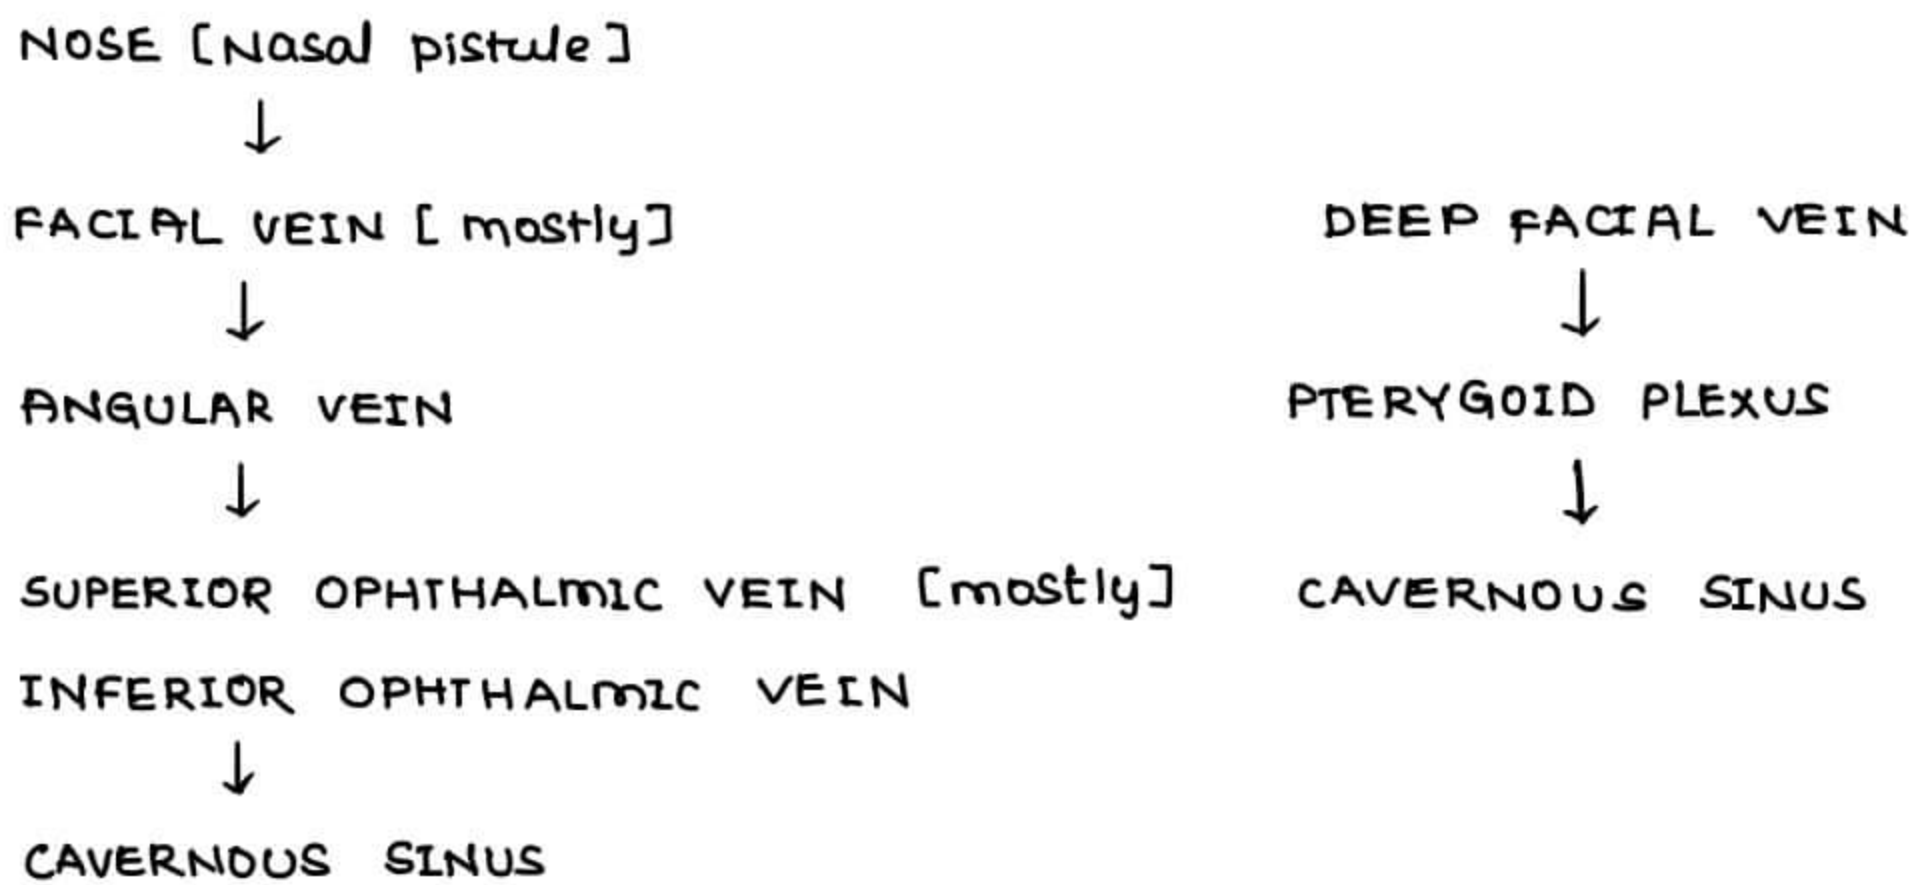 NOSE [Nasal pistule]
↓
FACIAL VEIN [mostly]
↓
ANGULAR VEIN
↓
SUPERIOR OPHTHALMIC VEIN [mostly]
INFERIOR OPHTHALMIC VEIN
↓
CAVERNOUS SINUS
DEEP FACIAL VEIN
↓
PTERYGOID PLEXUS
↓
CAVERNOUS SINUS